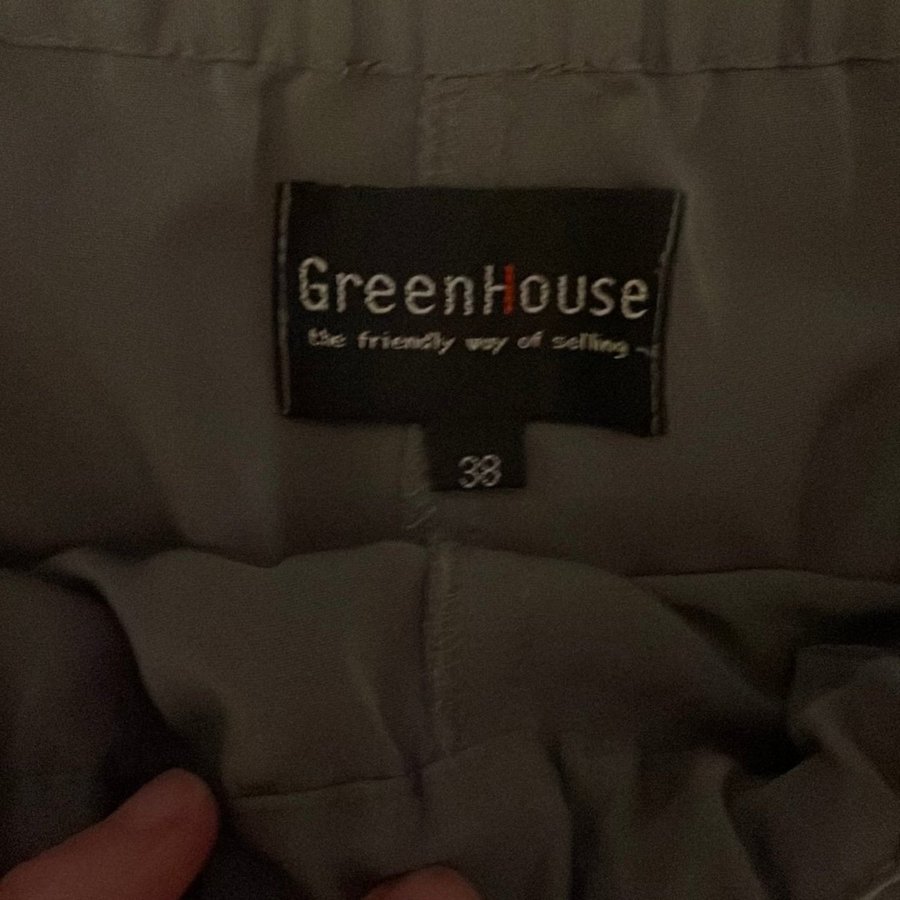 GreenHouse
the friendly way of selling
38